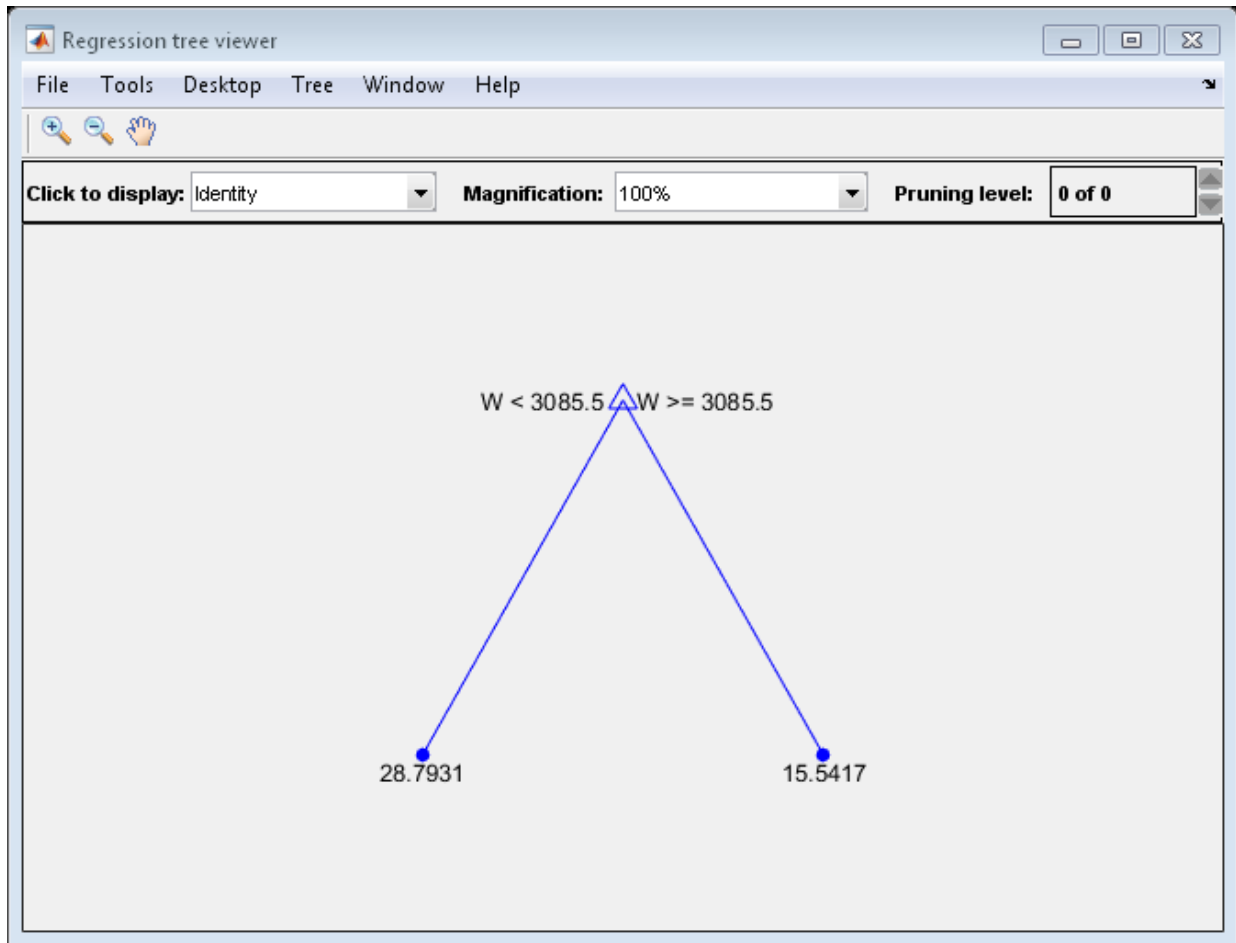 Regression tree viewer
File Tools Desktop Tree Window Help
Click to display: Identity Magnification: 100% Pruning level: 0 of 0
W < 3085.5 W >= 3085.5
28.7931 15.5417